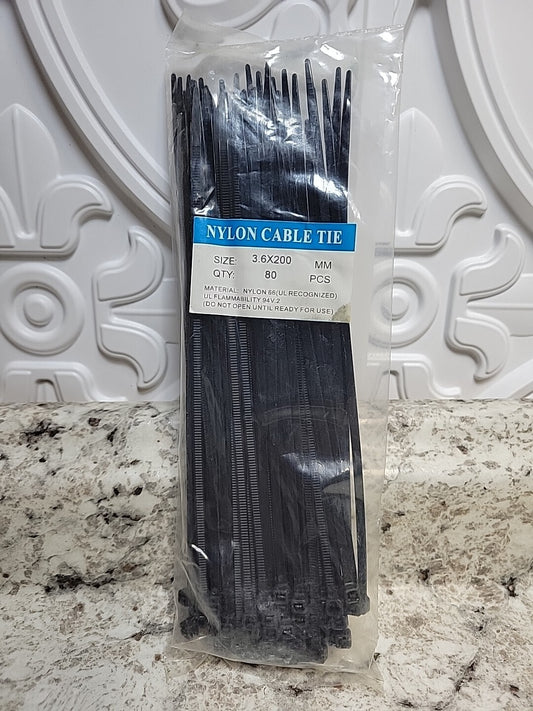 NYLON CABLE TIE
SIZE: 3.6X200 MM
QTY: 80 PCS
MATERIAL: NYLON 66(UL RECOGNIZED)
UL FLAMMABILITY 94V.2
(DO NOT OPEN UNTIL READY FOR USE)